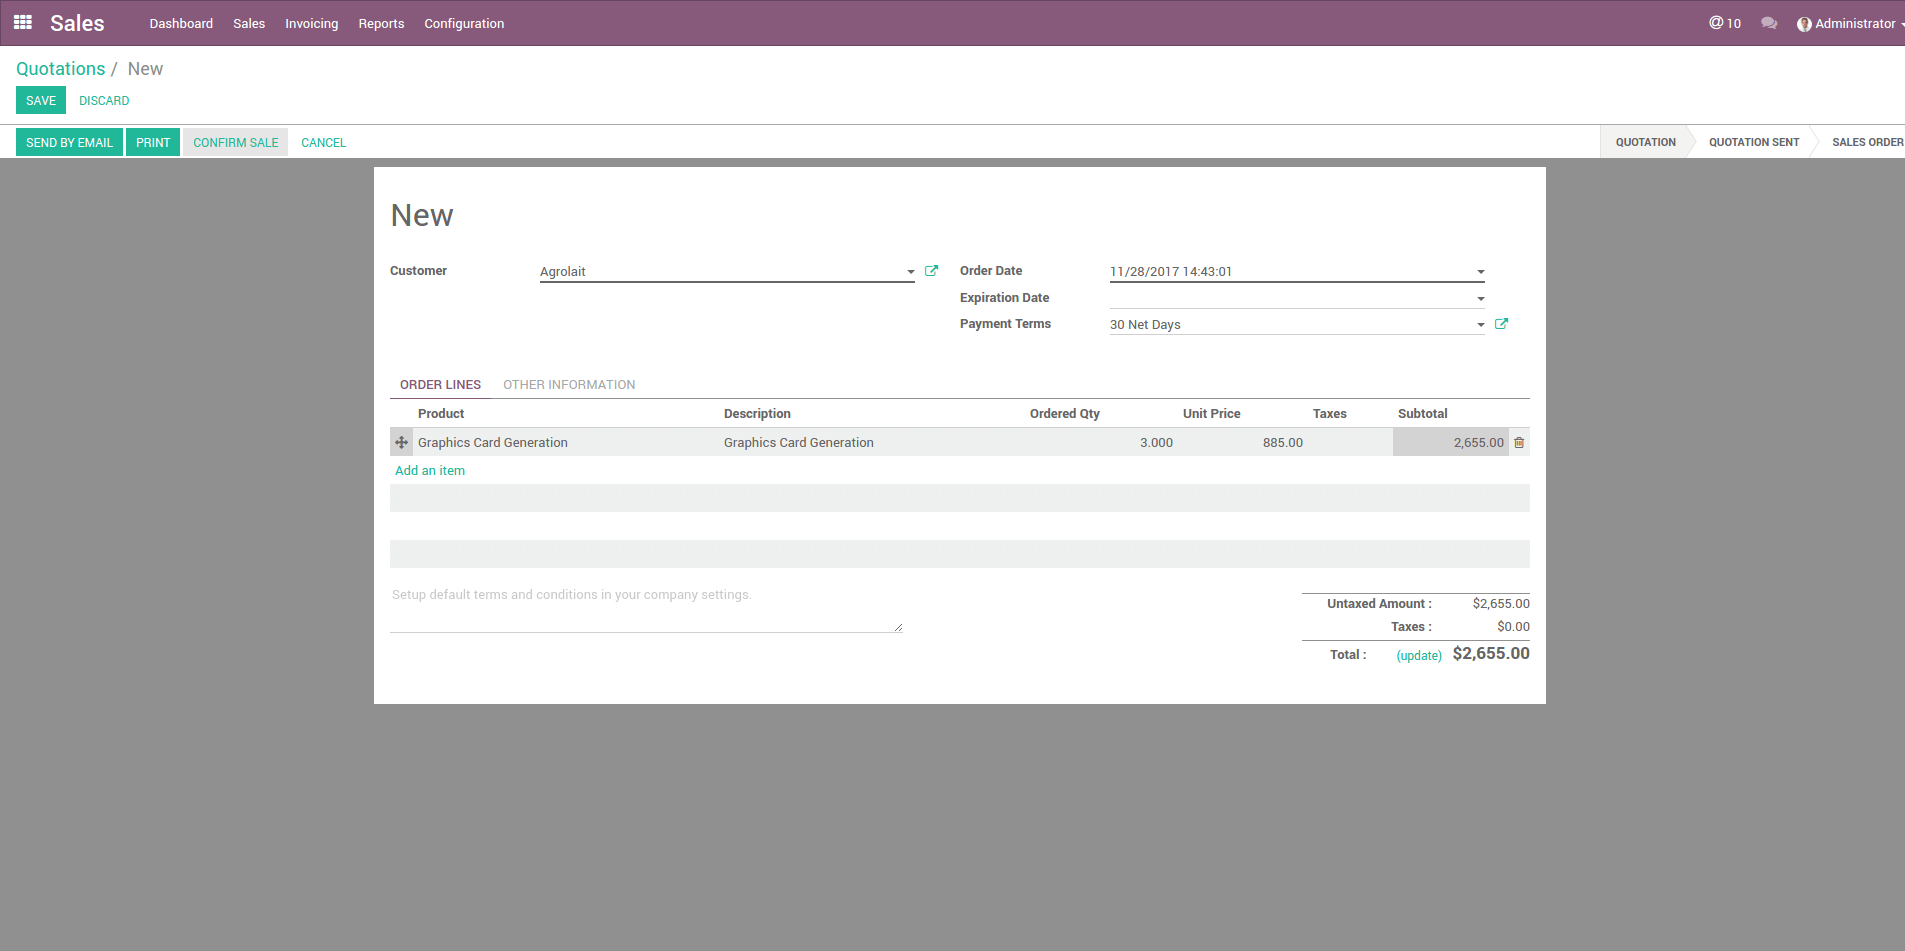 Sales Dashboard Sales Invoicing Reports Configuration @ 10 Administrator
Quotations / New
SAVE DISCARD
SEND BY EMAIL PRINT CONFIRM SALE CANCEL QUOTATION QUOTATION SENT SALES ORDER
New
Customer Agrolait Order Date 11/28/2017 14:43:01
Expiration Date
Payment Terms 30 Net Days
ORDER LINES OTHER INFORMATION
Product Description Ordered Qty Unit Price Taxes Subtotal
Graphics Card Generation Graphics Card Generation 3.000 885.00 2,655.00
Add an item
Setup default terms and conditions in your company settings.
Untaxed Amount : $2,655.00
Taxes : $0.00
Total : (update) $2,655.00